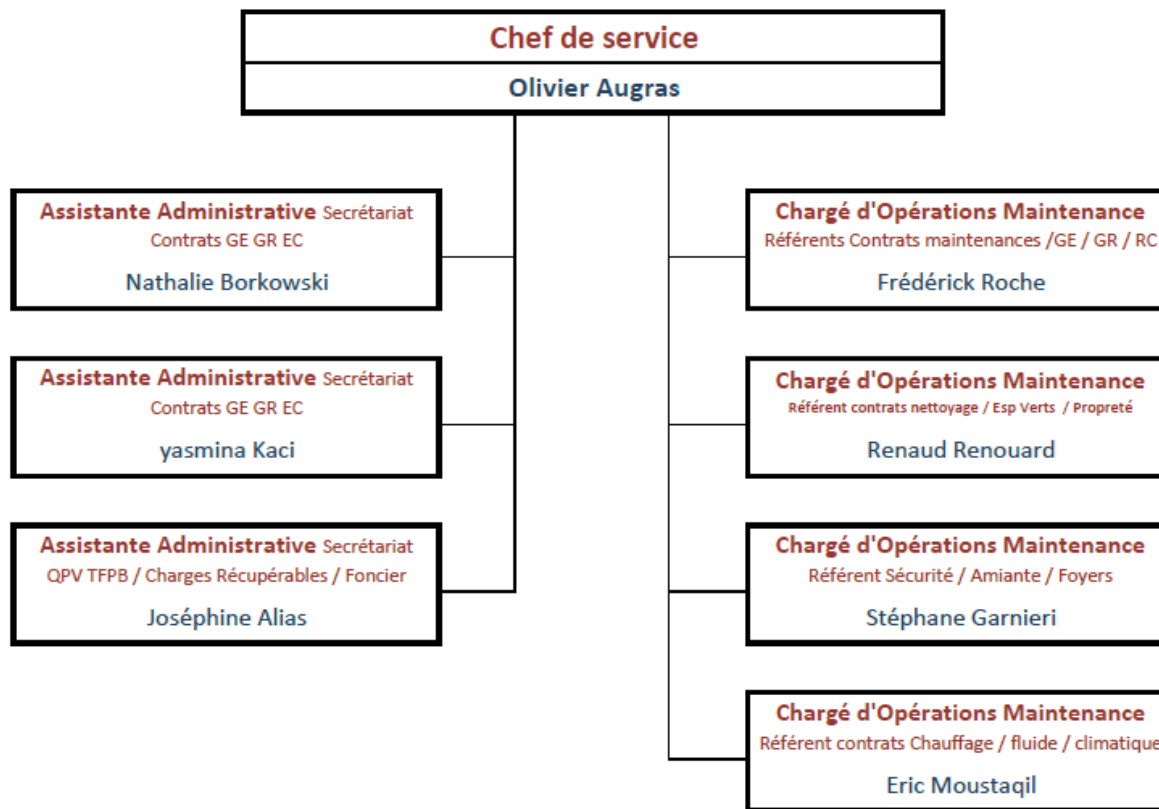 Chef de service
Olivier Augras
Assistante Administrative Secrétariat
Contrats GE GR EC
Nathalie Borkowski
Assistante Administrative Secrétariat
Contrats GE GR EC
yasmina Kaci
Assistante Administrative Secrétariat
QPV TFPB / Charges Récupérables / Foncier
Joséphine Alias
Chargé d'Opérations Maintenance
Référents Contrats maintenances /GE / GR / RC
Frédérick Roche
Chargé d'Opérations Maintenance
Référent contrats nettoyage / Esp Verts / Propreté
Renaud Renouard
Chargé d'Opérations Maintenance
Référent Sécurité / Amiante / Foyers
Stéphane Garnieri
Chargé d'Opérations Maintenance
Référent contrats Chauffage / fluide / climatique
Eric Moustaqil